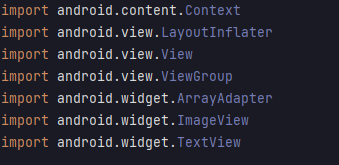 import android.content.Context
import android.view.LayoutInflater
import android.view.View
import android.view.ViewGroup
import android.widget.ArrayAdapter
import android.widget.ImageView
import android.widget.TextView